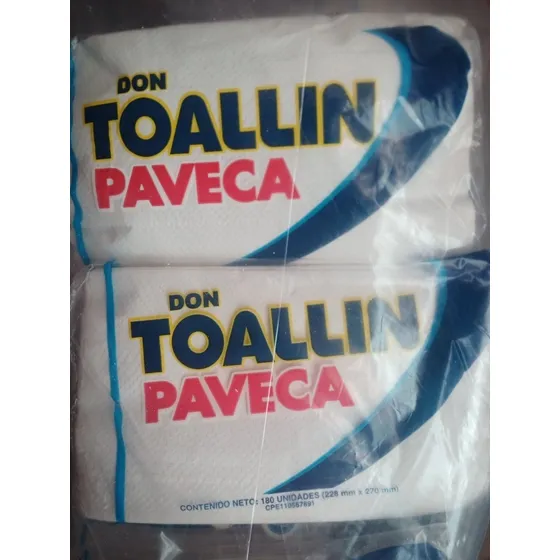 DON
TOALLIN
PAVECA
DON
TOALLIN
PAVECA
CONTENIDO NETO: 180 UNIDADES (228 mm x 270 mm)